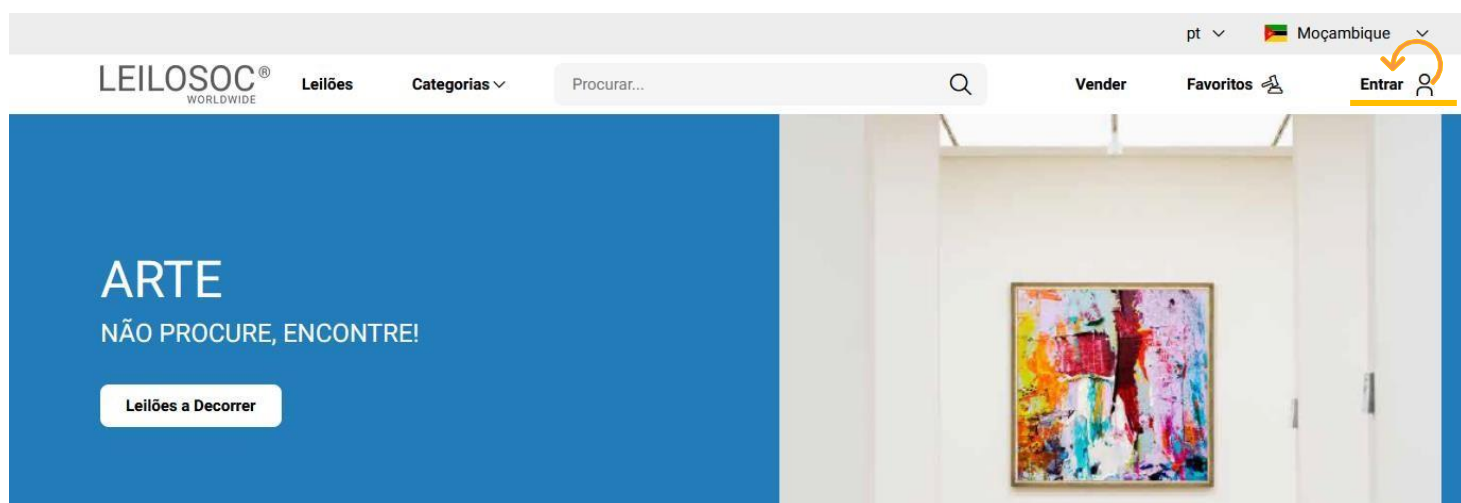 pt Moçambique
LEILOSOC®
WORLDWIDE
Leilões Categorias Procurar... Vender Favoritos Entrar
ARTE
NÃO PROCURE, ENCONTRE!
Leilões a Decorrer